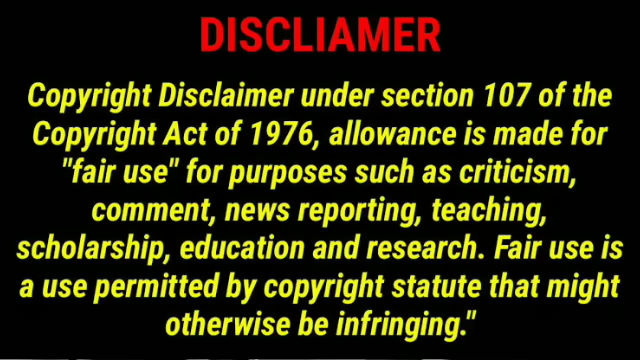 DISCLIAMER
Copyright Disclaimer under section 107 of the
Copyright Act of 1976, allowance is made for
"fair use" for purposes such as criticism,
comment, news reporting, teaching,
scholarship, education and research. Fair use is
a use permitted by copyright statute that might
otherwise be infringing."